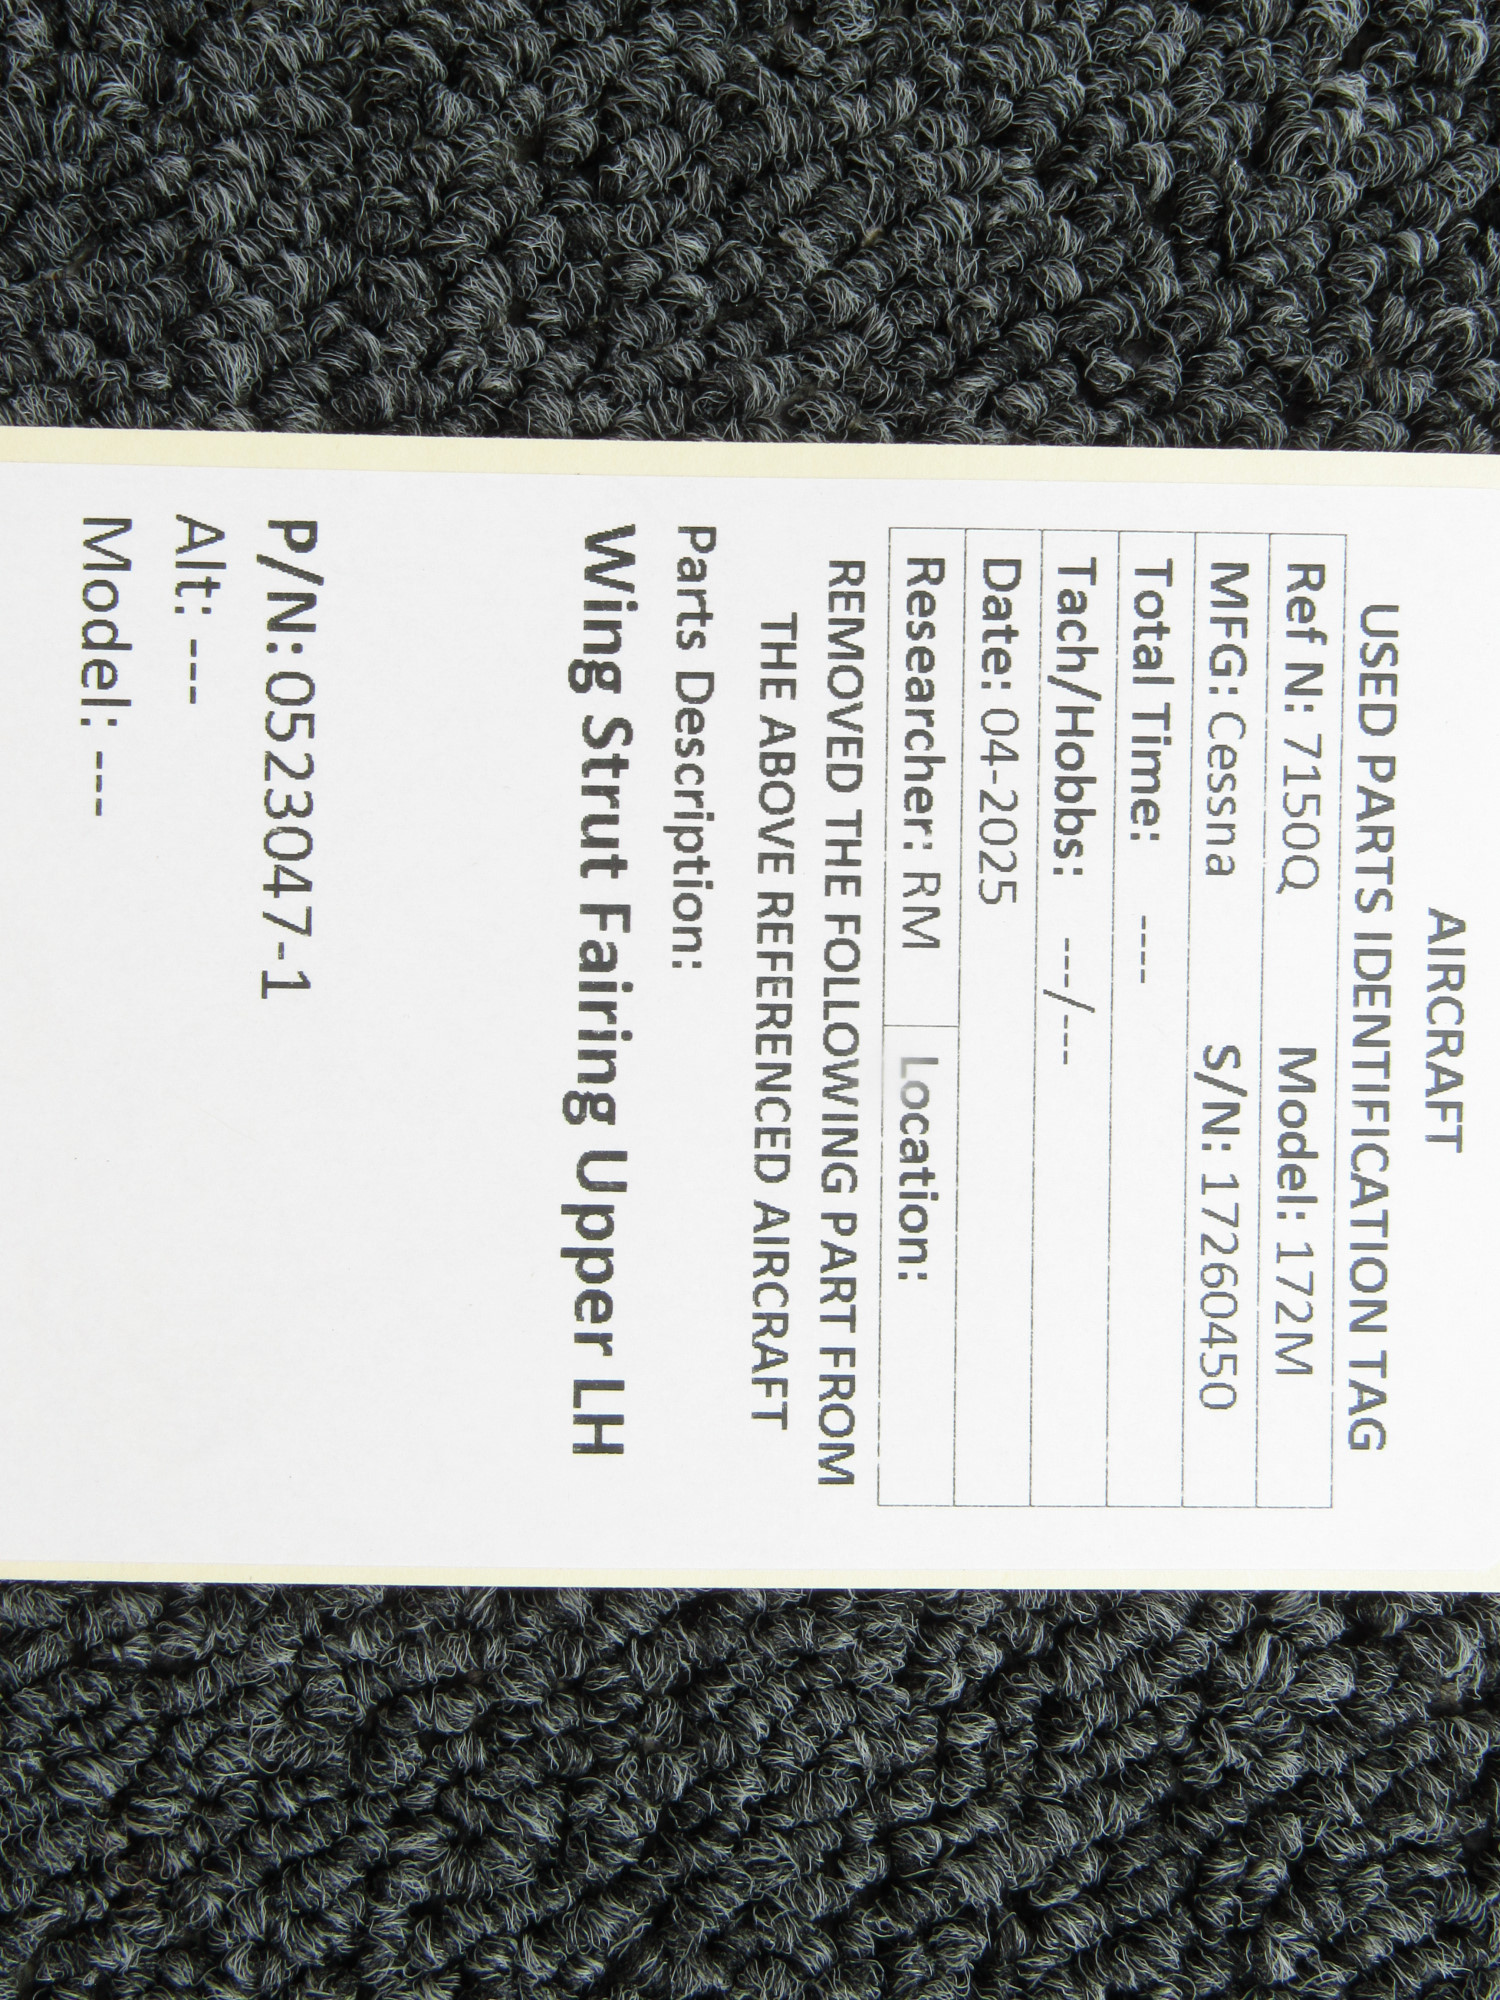 AIRCRAFT
USED PARTS IDENTIFICATION TAG
Ref N: 7150Q Model: 172M
MFG: Cessna S/N: 17260450
Total Time: ----
Tach/Hobbs: ---/---
Date: 04-2025
Researcher: RM Location:
REMOVED THE FOLLOWING PART FROM
THE ABOVE REFERENCED AIRCRAFT
Parts Description:
Wing Strut Fairing Upper LH
P/N: 0523047-1
Alt: ---
Model: ---